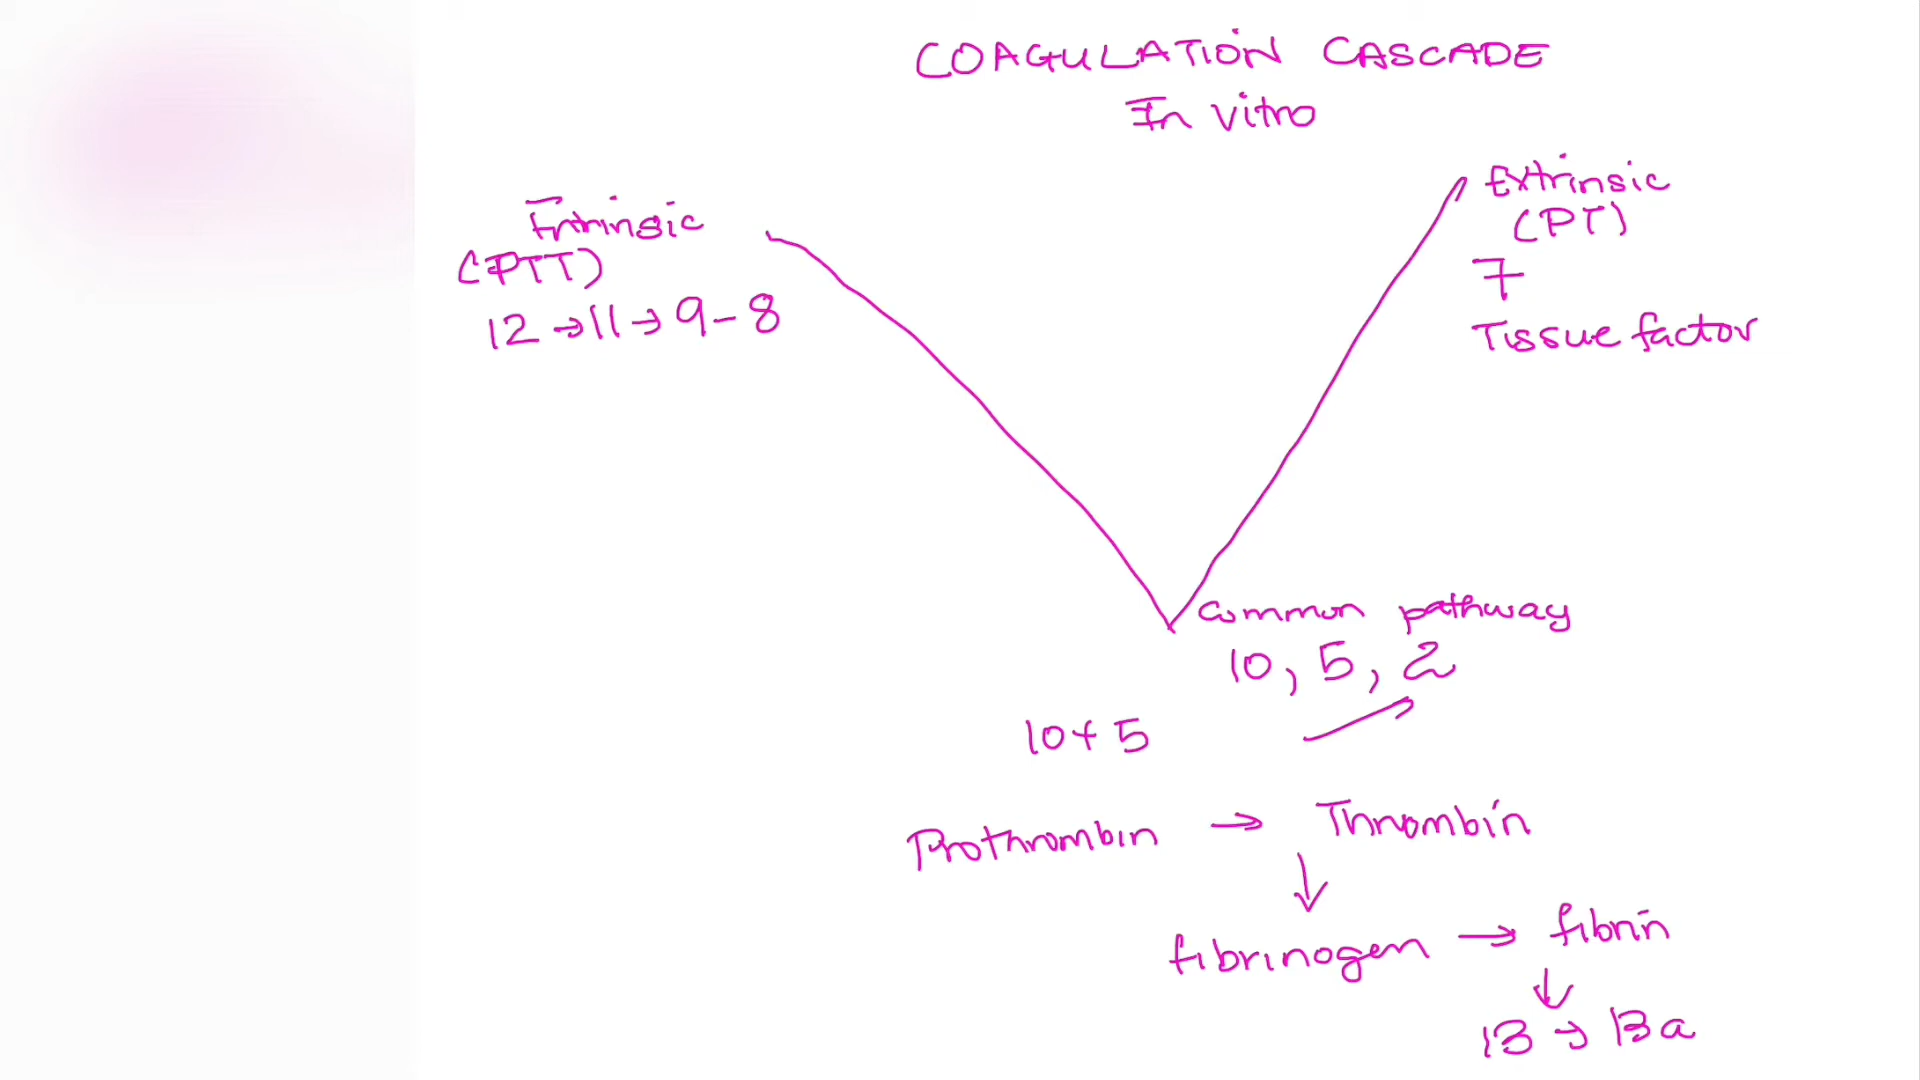 COAGULATION CASCADE
In vitro
Intrinsic
(PTT)
12 → 11 → 9 - 8
Extrinsic
(PT)
7
Tissue factor
Common pathway
10, 5, 2
10 + 5
Prothrombin → Thrombin
fibrinogen → fibrin
13 → 13a